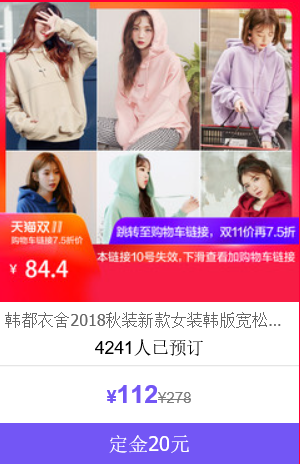 天猫双11
购物车链接7.5折价
跳转至购物车链接，双11价再7.5折
¥ 84.4
本链接10号失效,下滑查看加购物车链接
韩都衣舍2018秋装新款女装韩版宽松...
4241人已预订
¥112¥278
定金20元